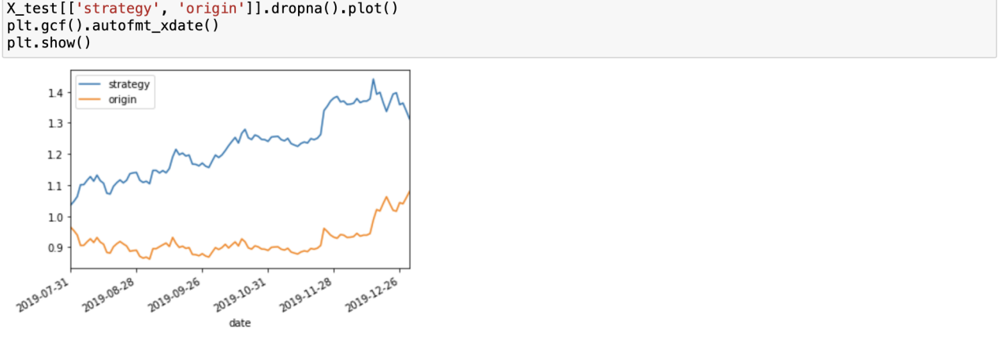 X_test[['strategy', 'origin']].dropna().plot()
plt.gcf().autofmt_xdate()
plt.show()
strategy
origin
1.4
1.3
1.2
1.1
1.0
0.9
2019-07-31
2019-08-28
2019-09-26
2019-10-31
2019-11-28
2019-12-26
date